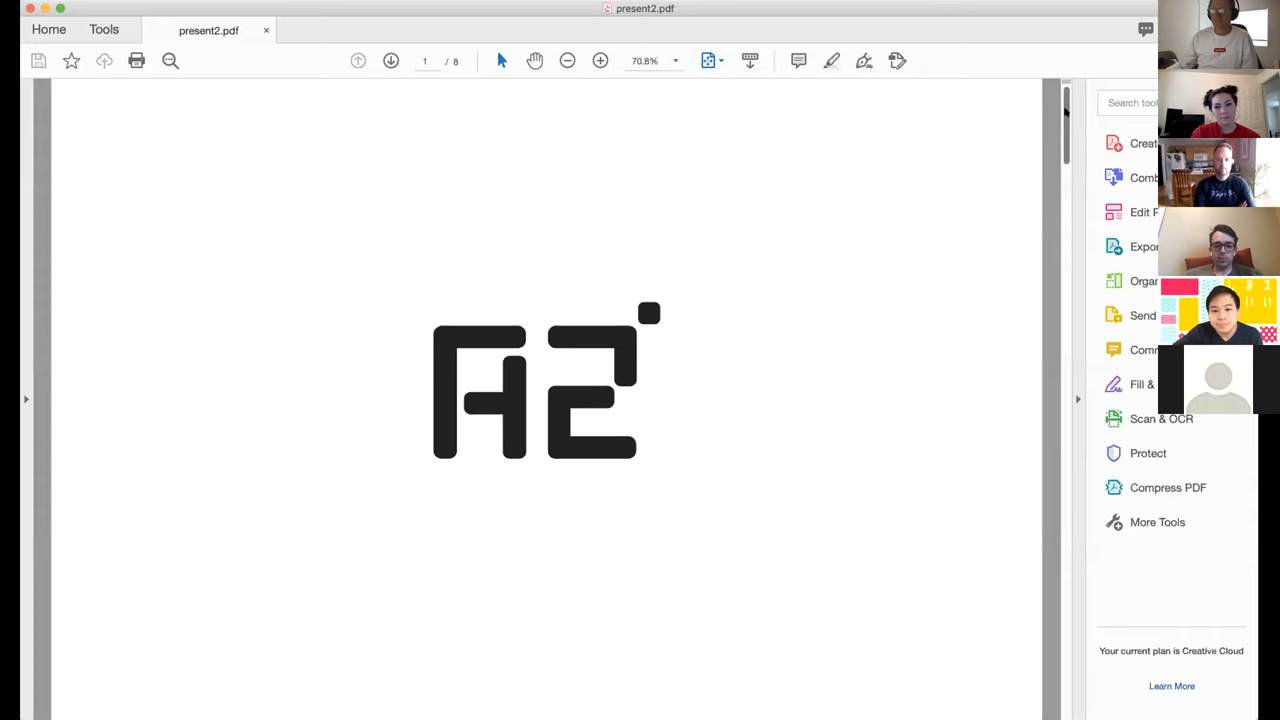 present2.pdf
Home
Tools
present2.pdf
1
/ 8
70.8%
A2
Search tool
Creat
Comb
Edit P
Expor
Organ
Send
Comm
Fill &
Scan & OCR
Protect
Compress PDF
More Tools
Your current plan is Creative Cloud
Learn More